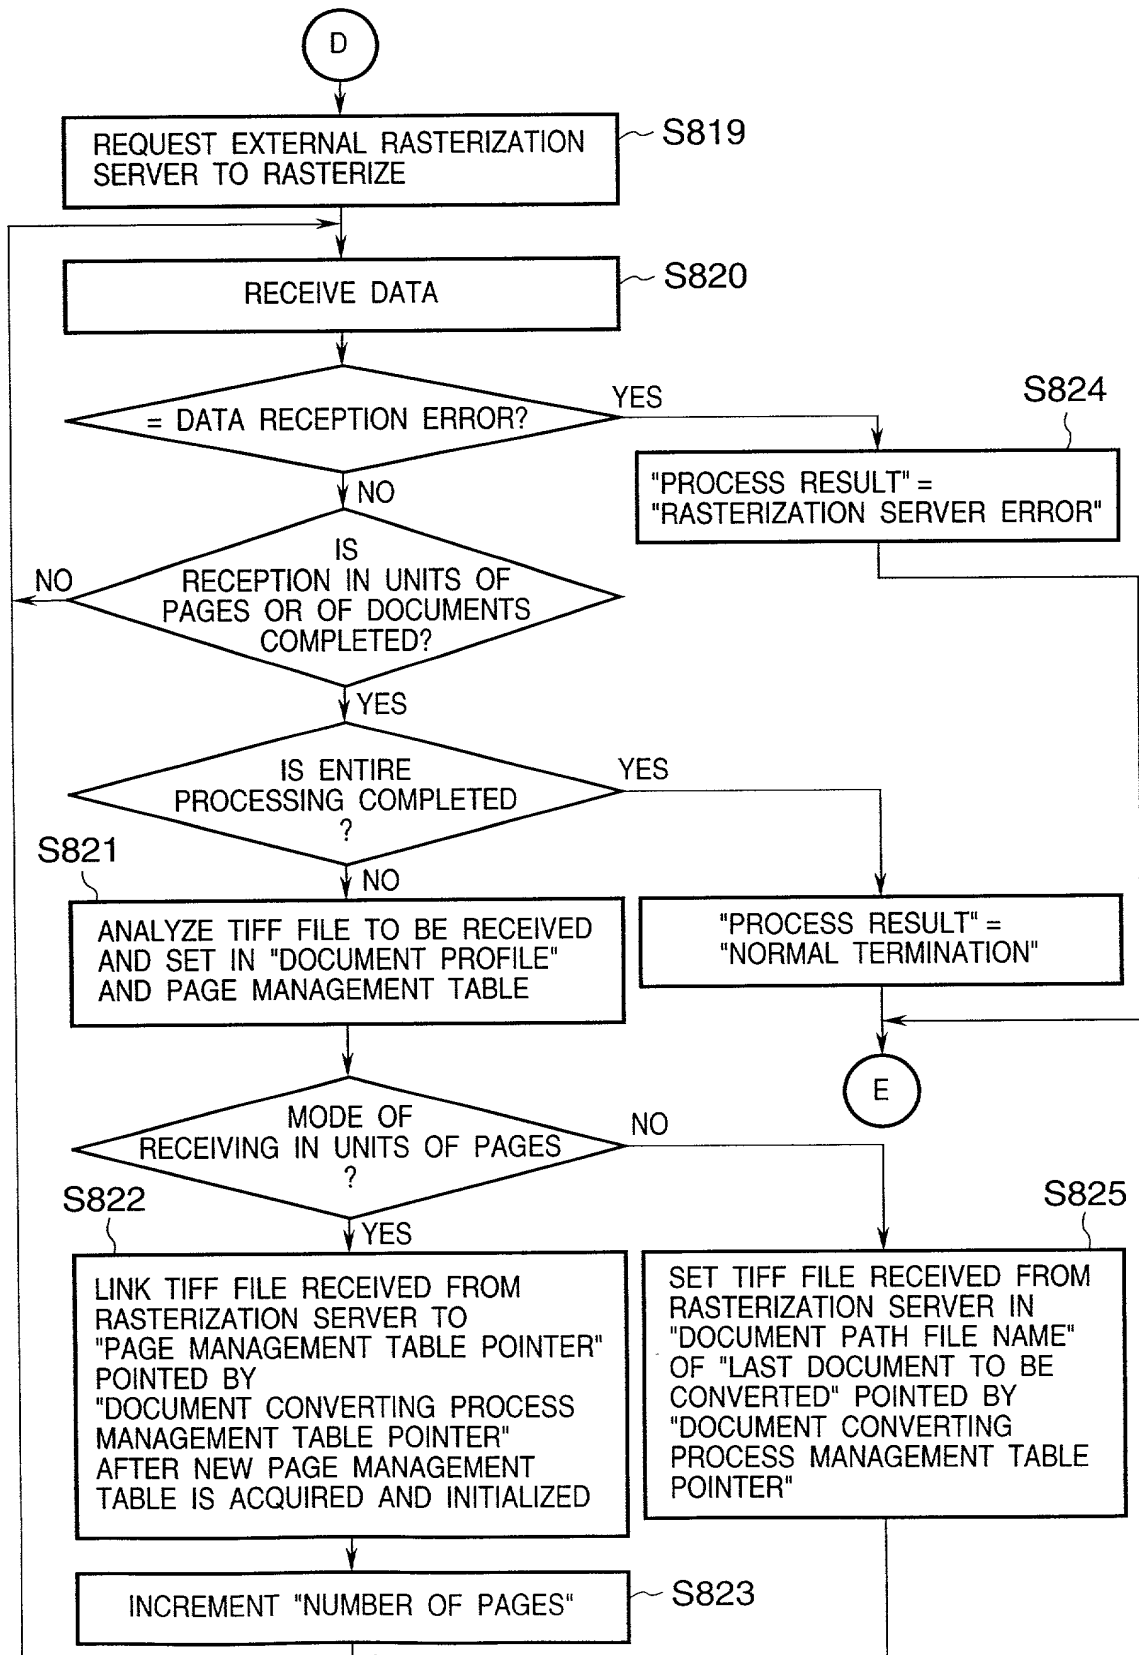 D
REQUEST EXTERNAL RASTERIZATION
SERVER TO RASTERIZE
S819
RECEIVE DATA
S820
= DATA RECEPTION ERROR?
YES
S824
"PROCESS RESULT" =
"RASTERIZATION SERVER ERROR"
NO
IS
RECEPTION IN UNITS OF
PAGES OR OF DOCUMENTS
COMPLETED?
NO
YES
IS ENTIRE
PROCESSING COMPLETED
?
YES
NO
S821
ANALYZE TIFF FILE TO BE RECEIVED
AND SET IN "DOCUMENT PROFILE"
AND PAGE MANAGEMENT TABLE
"PROCESS RESULT" =
"NORMAL TERMINATION"
E
MODE OF
RECEIVING IN UNITS OF PAGES
?
NO
YES
S822
LINK TIFF FILE RECEIVED FROM
RASTERIZATION SERVER TO
"PAGE MANAGEMENT TABLE POINTER"
POINTED BY
"DOCUMENT CONVERTING PROCESS
MANAGEMENT TABLE POINTER"
AFTER NEW PAGE MANAGEMENT
TABLE IS ACQUIRED AND INITIALIZED
S825
SET TIFF FILE RECEIVED FROM
RASTERIZATION SERVER IN
"DOCUMENT PATH FILE NAME"
OF "LAST DOCUMENT TO BE
CONVERTED" POINTED BY
"DOCUMENT CONVERTING
PROCESS MANAGEMENT TABLE
POINTER"
INCREMENT "NUMBER OF PAGES"
S823